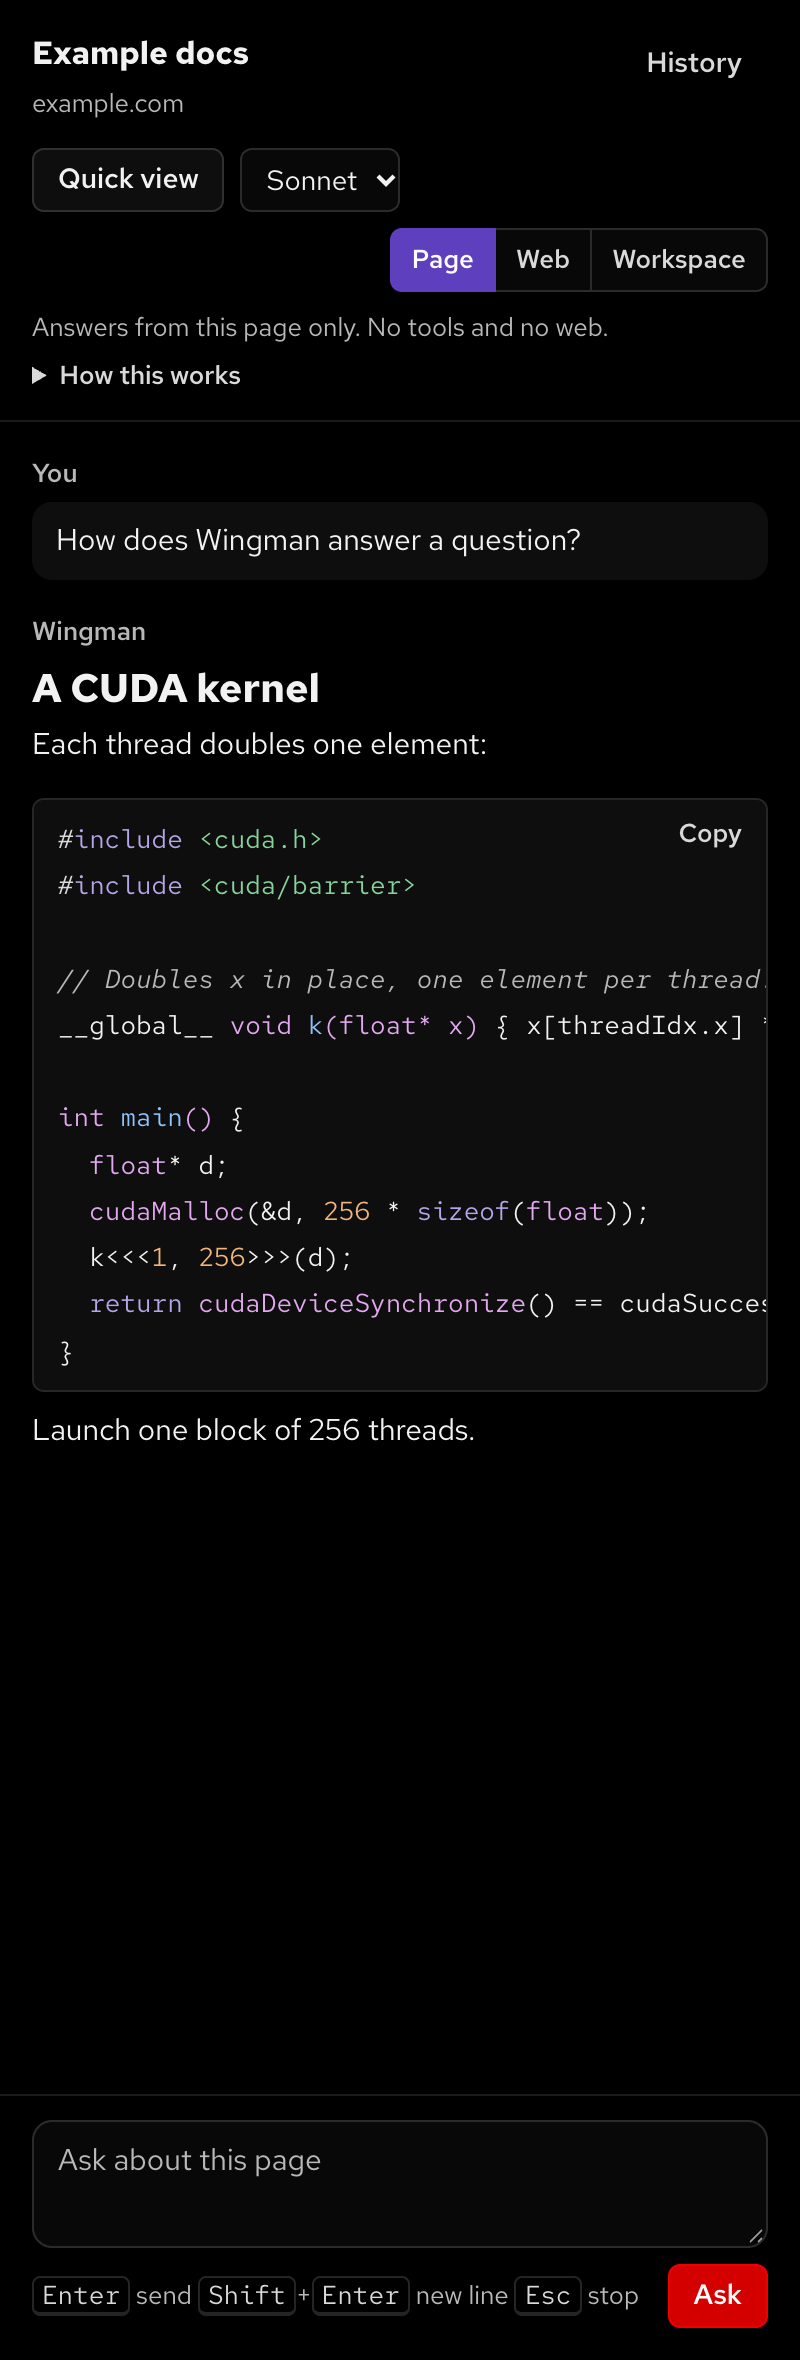 Example docs
History
example.com
Quick view
Sonnet
Page Web Workspace
Answers from this page only. No tools and no web.
How this works
You
How does Wingman answer a question?
Wingman
A CUDA kernel
Each thread doubles one element:
Copy
#include <cuda.h>
#include <cuda/barrier>
// Doubles x in place, one element per thread.
__global__ void k(float* x) { x[threadIdx.x] *
int main() {
  float* d;
  cudaMalloc(&d, 256 * sizeof(float));
  k<<<1, 256>>>(d);
  return cudaDeviceSynchronize() == cudaSucces
}
Launch one block of 256 threads.
Ask about this page
Enter send Shift+Enter new line Esc stop
Ask